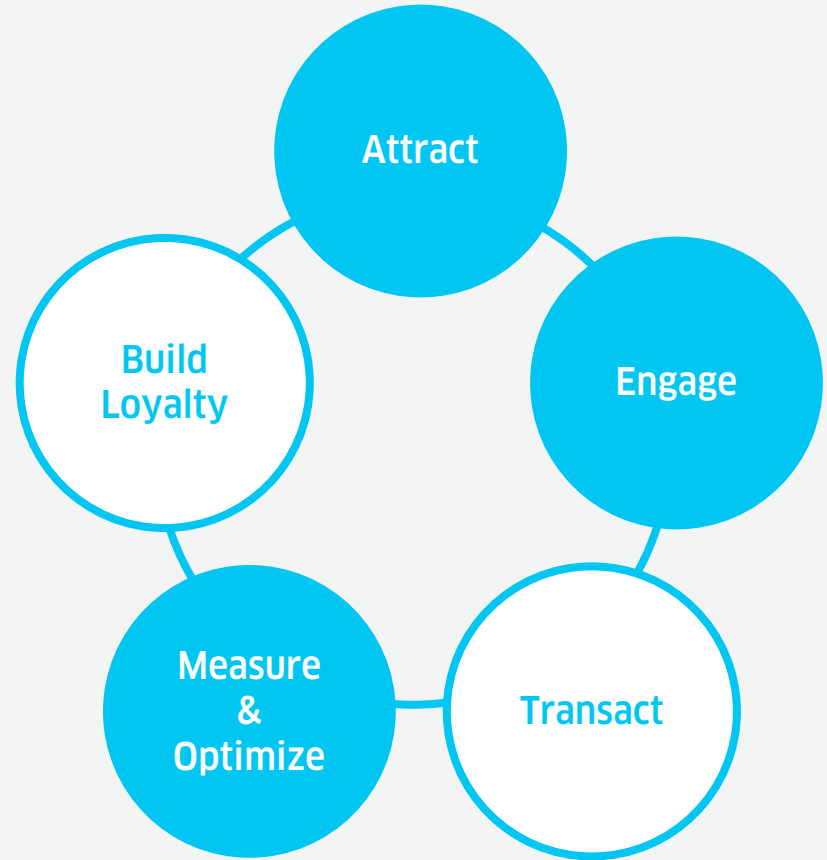 Attract
Engage
Transact
Measure
&
Optimize
Build
Loyalty